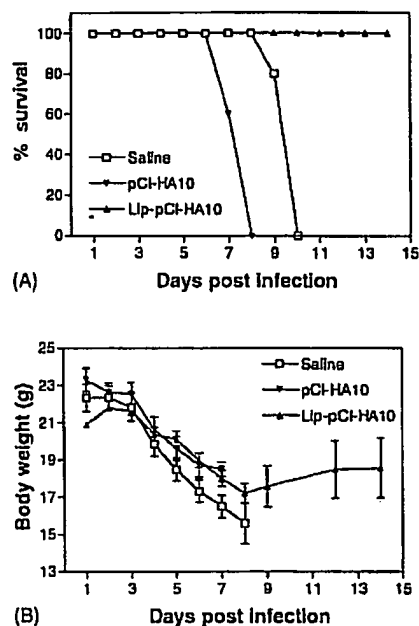 100
80
60
40
20
0
% survival
Saline
pCI-HA10
Lip-pCI-HA10
1 3 5 7 9 11 13 15
(A) Days post infection
25
23
21
19
17
15
13
Body weight (g)
Saline
pCI-HA10
Lip-pCI-HA10
1 3 5 7 9 11 13 15
(B) Days post infection